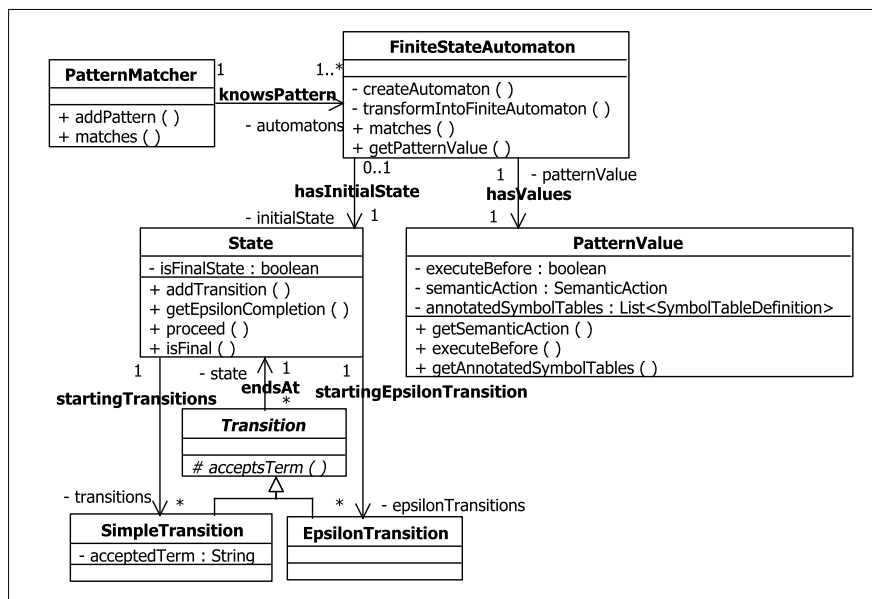 FiniteStateAutomaton
- createAutomaton ( )
- transformIntoFiniteAutomaton ( )
+ matches ( )
+ getPatternValue ( )
PatternMatcher
+ addPattern ( )
+ matches ( )
1
1..*
knowsPattern
- automatons
0..1
hasInitialState
- initialState
1
1
- patternValue
hasValues
1
State
- isFinalState : boolean
+ addTransition ( )
+ getEpsilonCompletion ( )
+ proceed ( )
+ isFinal ( )
PatternValue
- executeBefore : boolean
- semanticAction : SemanticAction
- annotatedSymbolTables : List<SymbolTableDefinition>
+ getSemanticAction ( )
+ executeBefore ( )
+ getAnnotatedSymbolTables ( )
1
- state
1
1
startingTransitions
endsAt
startingEpsilonTransition
*
Transition
# acceptsTerm ( )
- transitions
*
*
- epsilonTransitions
SimpleTransition
- acceptedTerm : String
EpsilonTransition